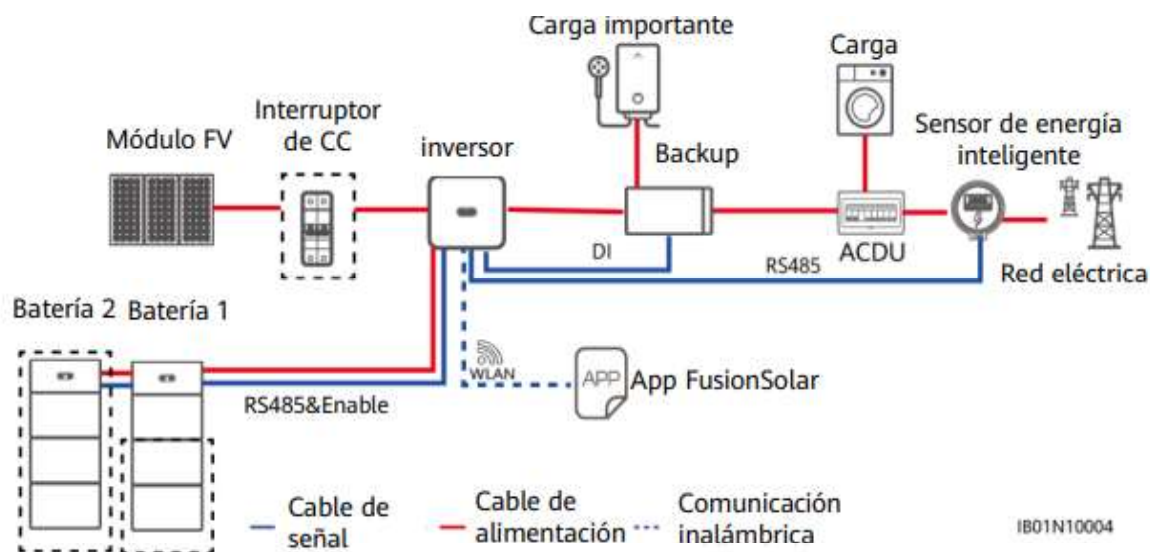 Carga importante
Carga
Interruptor
de CC
Módulo FV
inversor
Backup
Sensor de energía
inteligente
DI
RS485
ACDU
Red eléctrica
Batería 2
Batería 1
WLAN
APP
App FusionSolar
RS485&Enable
Cable de
señal
Cable de
alimentación
Comunicación
inalámbrica
IB01N10004